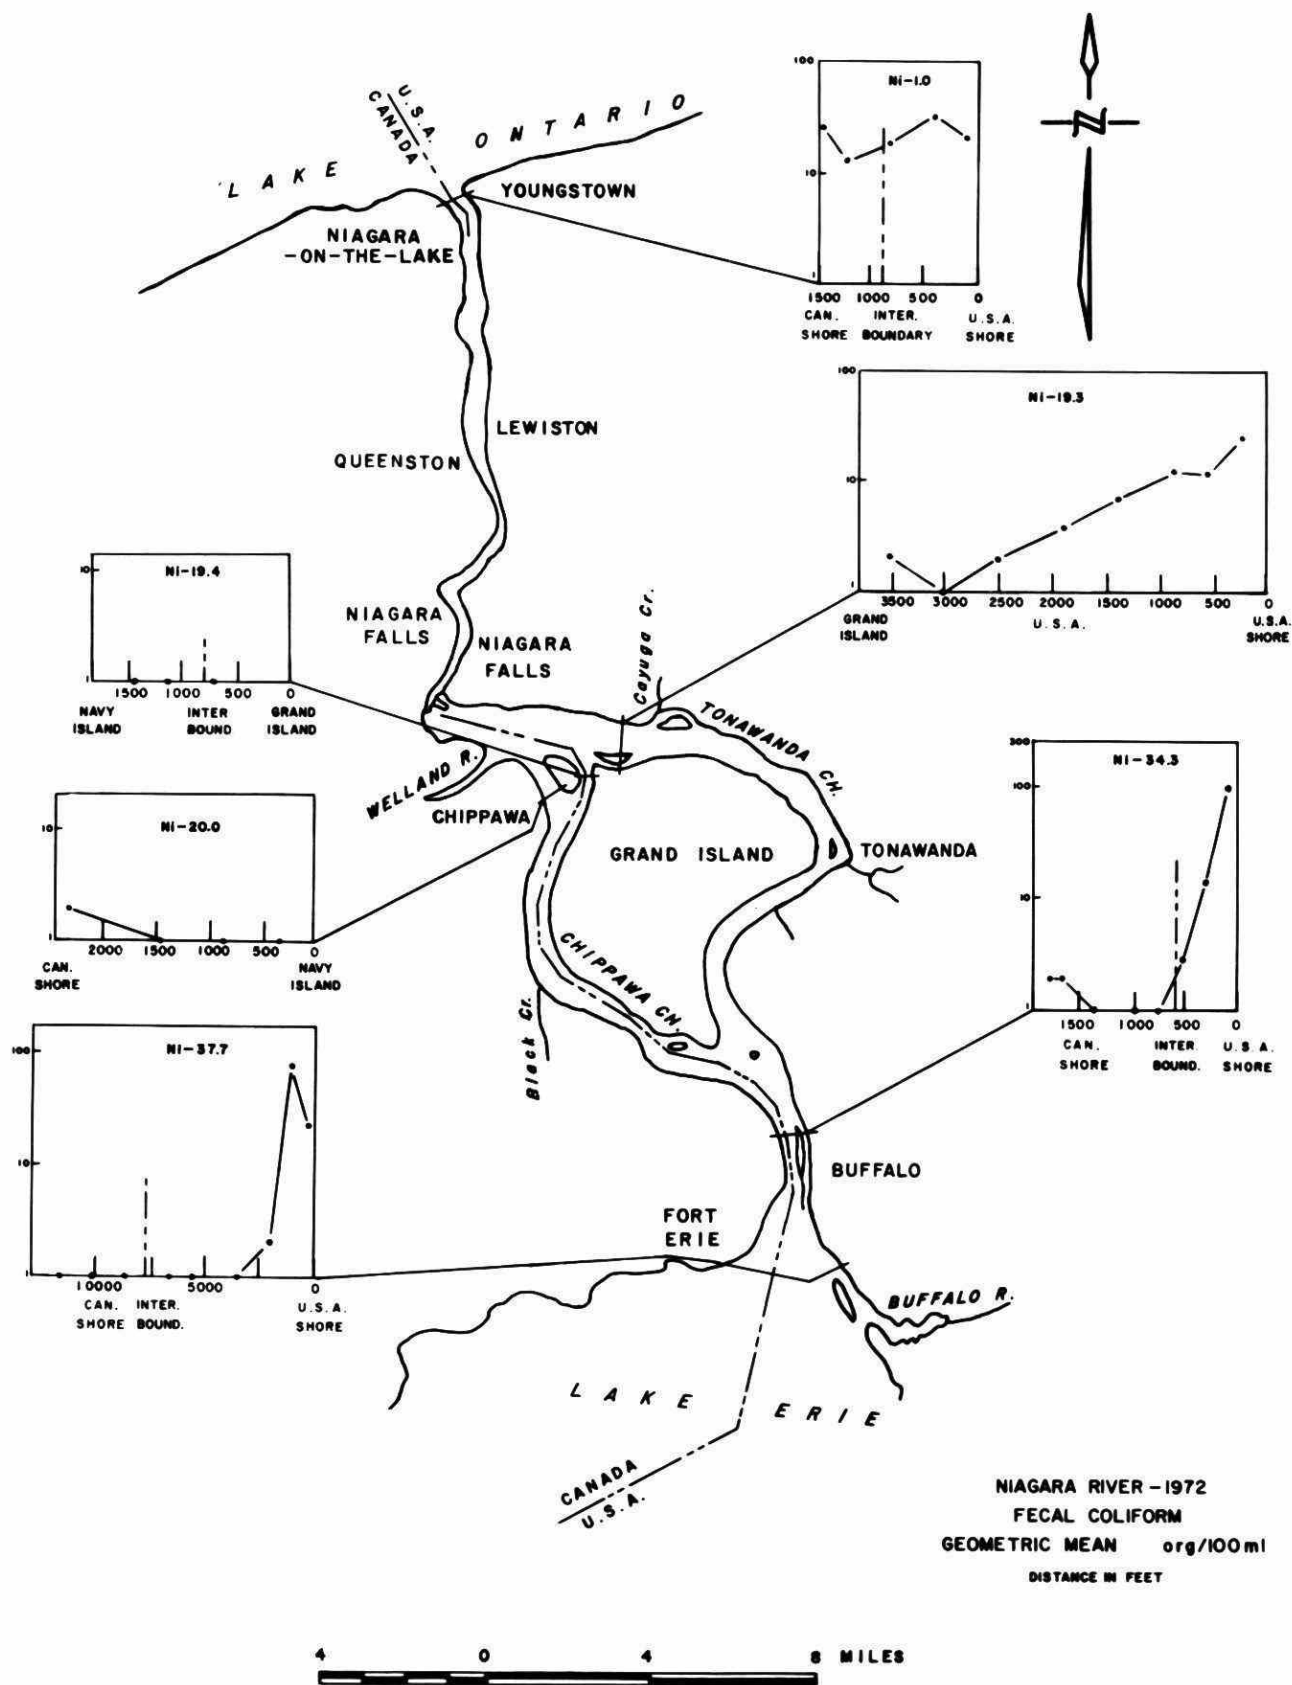 U.S.A.
CANADA
LAKE ONTARIO
YOUNGSTOWN
NIAGARA
-ON-THE-LAKE
LEWISTON
QUEENSTON
NIAGARA
FALLS
NIAGARA
FALLS
Cayuga Cr.
TONAWANDA CH.
WELLAND R.
CHIPPAWA
GRAND ISLAND
TONAWANDA
CHIPPAWA CH.
Black Cr.
BUFFALO
FORT
ERIE
BUFFALO R.
LAKE ERIE
CANADA
U.S.A.
N
Ni-1.0
100
10
1
1500 1000 500 0
CAN. INTER. U.S.A.
SHORE BOUNDARY SHORE
Ni-19.3
100
10
1
3500 3000 2500 2000 1500 1000 500 0
GRAND U.S.A. U.S.A.
ISLAND SHORE
Ni-19.4
10
1
1500 1000 500 0
NAVY INTER GRAND
ISLAND BOUND ISLAND
Ni-20.0
10
1
2000 1500 1000 500 0
CAN. NAVY
SHORE ISLAND
Ni-34.3
300
100
10
1
1500 1000 500 0
CAN. INTER. U.S.A.
SHORE BOUND. SHORE
Ni-37.7
100
10
1
10000 5000 0
CAN. INTER. U.S.A.
SHORE BOUND. SHORE
NIAGARA RIVER - 1972
FECAL COLIFORM
GEOMETRIC MEAN org/100ml
DISTANCE IN FEET
4 0 4 8 MILES